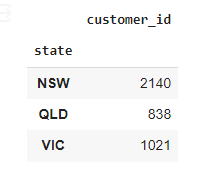 customer_id
state
NSW 2140
QLD 838
VIC 1021